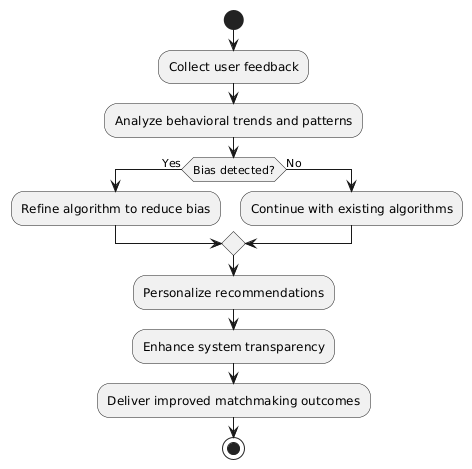 Collect user feedback
Analyze behavioral trends and patterns
Yes
Bias detected?
No
Refine algorithm to reduce bias
Continue with existing algorithms
Personalize recommendations
Enhance system transparency
Deliver improved matchmaking outcomes